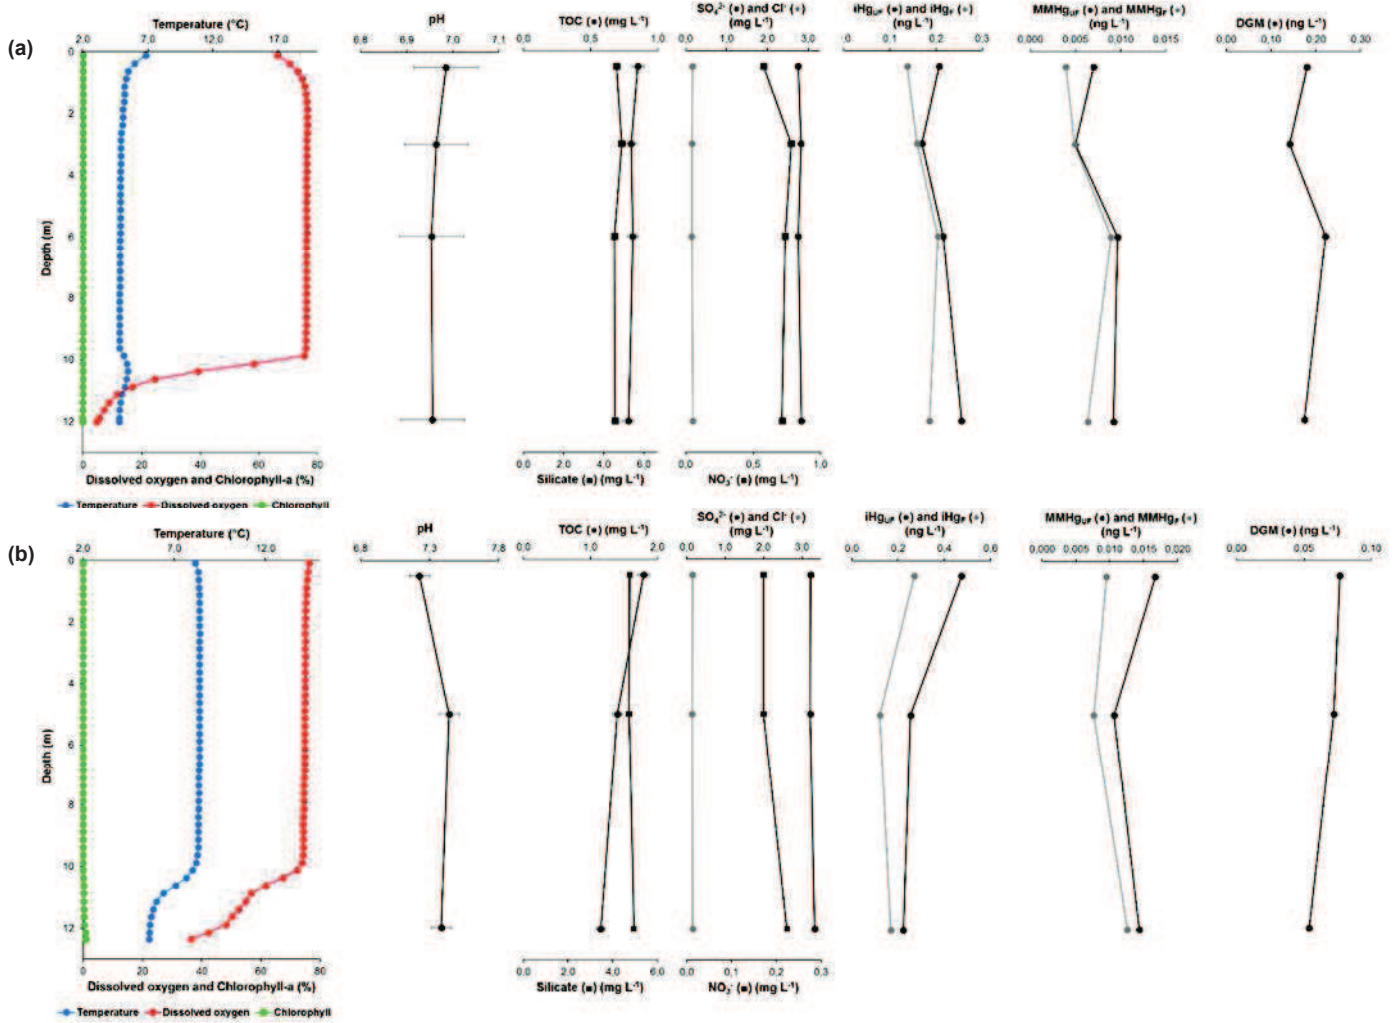 (a)
Temperature (°C)
2.0 7,0 12,0 17.0
0
2
4
6
8
10
12
Depth (m)
0 20 40 60 80
Dissolved oxygen and Chlorophyll-a (%)
Temperature Dissolved oxygen Chlorophyll
pH
6.8 6,9 7.0 7.1
TOC (●) (mg L⁻¹)
0,0 0,5 1,0
0,0 2,0 4,0 6,0
Silicate (■) (mg L⁻¹)
SO₄²⁻ (●) and Cl⁻ (●)
(mg L⁻¹)
0,0 1,0 2,0 3,0
0,0 0,5 1,0
NO₃⁻ (■) (mg L⁻¹)
iHgUF (●) and iHgF (●)
(ng L⁻¹)
0,0 0,1 0,2 0,3
MMHgUF (●) and MMHgF (●)
(ng L⁻¹)
0.000 0.005 0.010 0.015
DGM (●) (ng L⁻¹)
0.00 0,10 0,20 0,30
(b)
Temperature (°C)
2.0 7,0 12,0
0
2
4
6
8
10
12
Depth (m)
0 20 40 60 80
Dissolved oxygen and Chlorophyll-a (%)
Temperature Dissolved oxygen Chlorophyll
pH
6.8 7.3 7.8
TOC (●) (mg L⁻¹)
0,0 1,0 2,0
0,0 2,0 4,0 6,0
Silicate (■) (mg L⁻¹)
SO₄²⁻ (●) and Cl⁻ (●)
(mg L⁻¹)
0,0 1,0 2,0 3,0
0,0 0,1 0,2 0,3
NO₃⁻ (■) (mg L⁻¹)
iHgUF (●) and iHgF (●)
(ng L⁻¹)
0,0 0,2 0,4 0,6
MMHgUF (●) and MMHgF (●)
(ng L⁻¹)
0,000 0,005 0,010 0,015 0,020
DGM (●) (ng L⁻¹)
0.00 0.05 0.10